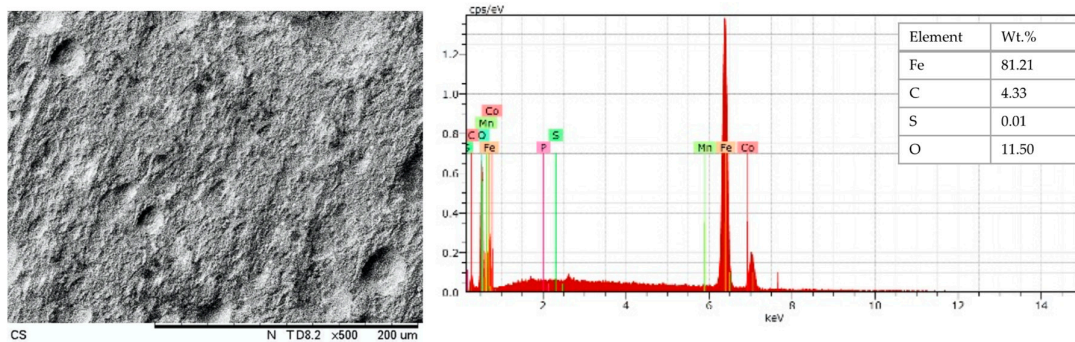 CS
N TD8.2 x500 200 um
cps/eV
1.2
1.0
0.8
0.6
0.4
0.2
0.0
Co
Mn
C O
Fe
P
S
Mn Fe Co
2 4 6 8 10 12 14
keV
Element Wt.%
Fe 81.21
C 4.33
S 0.01
O 11.50